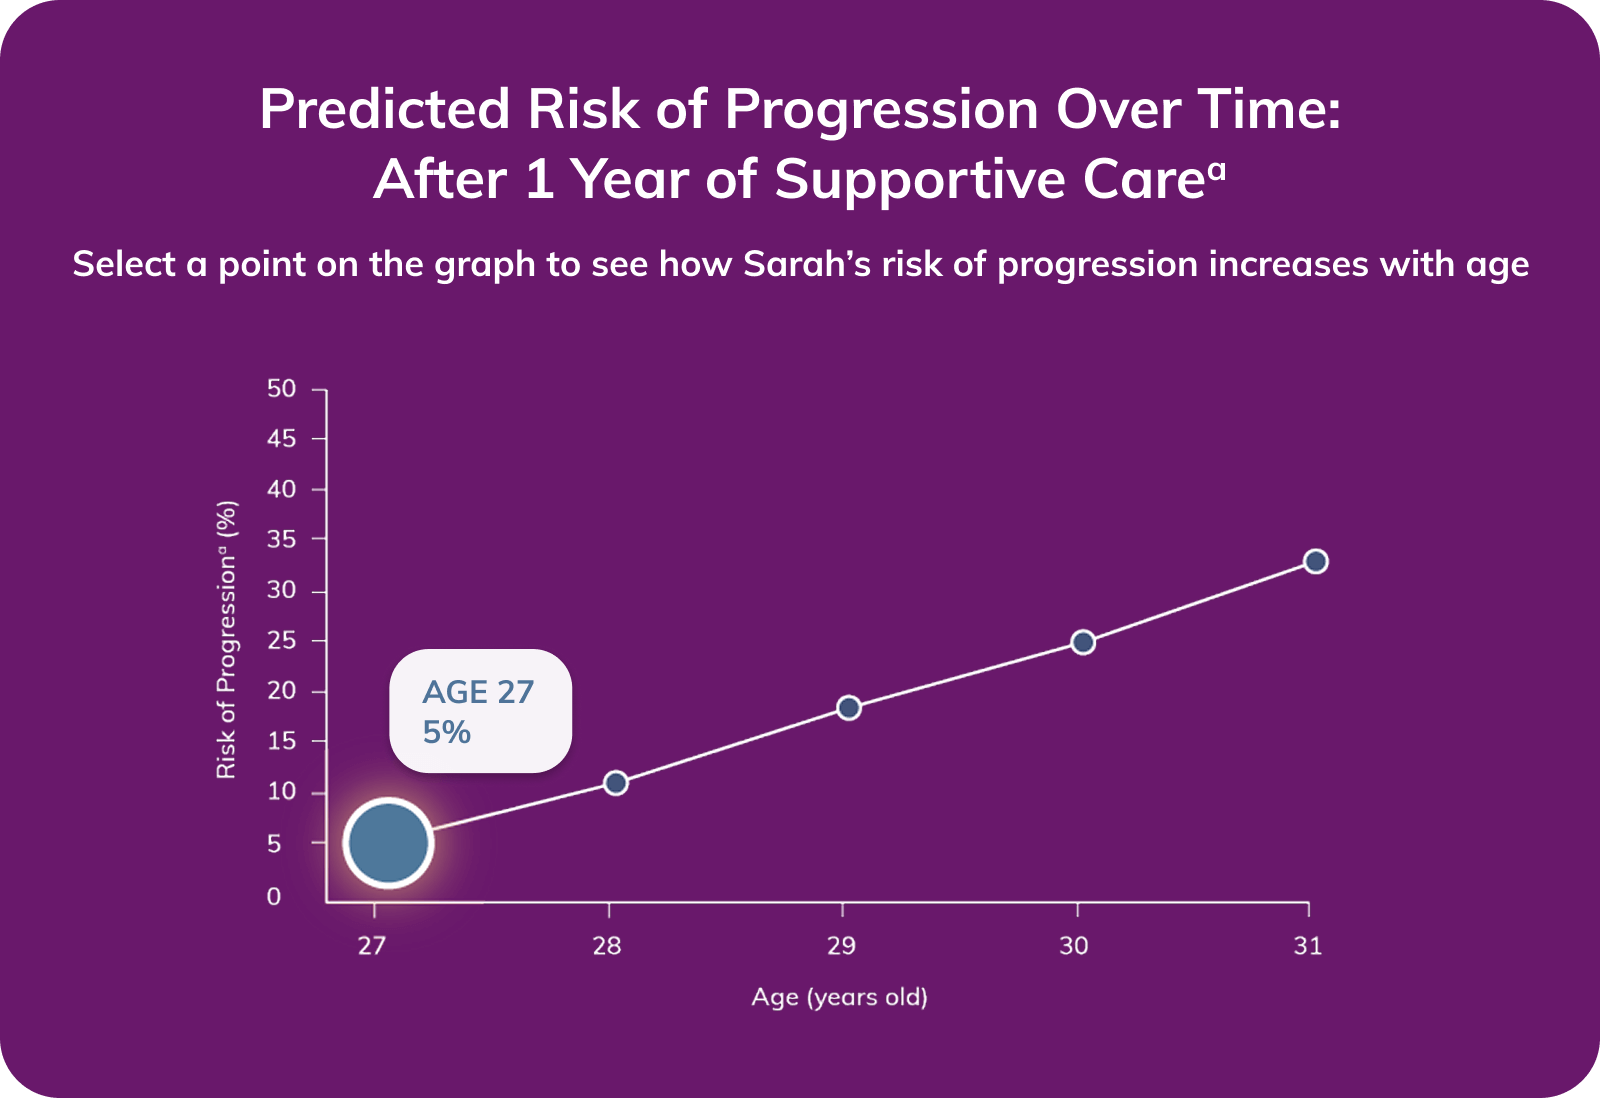 Predicted Risk of Progression Over Time:
After 1 Year of Supportive Careᵃ
Select a point on the graph to see how Sarah’s risk of progression increases with age
Risk of Progressionᵃ (%)
50
45
40
35
30
25
20
15
10
5
0
AGE 27
5%
27
28
29
30
31
Age (years old)